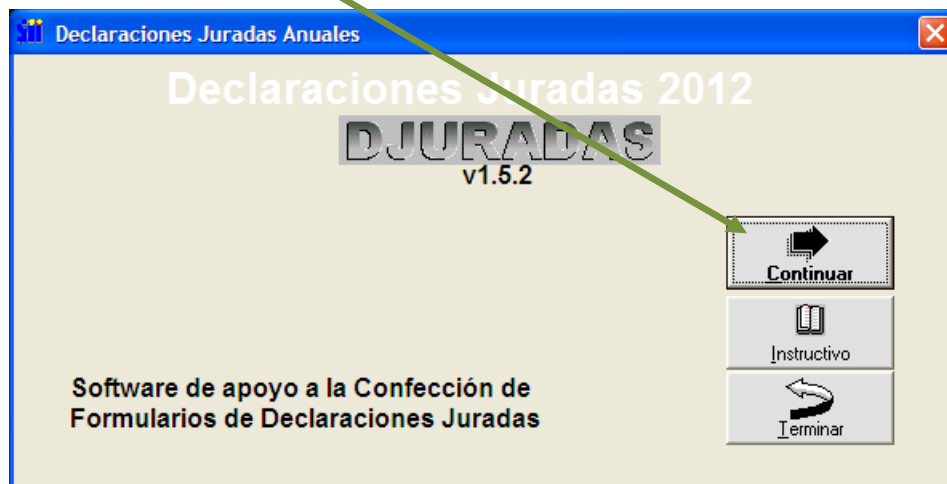 Sii Declaraciones Juradas Anuales
Declaraciones Juradas 2012
DJURADAS
v1.5.2
Continuar
Instructivo
Software de apoyo a la Confección de
Formularios de Declaraciones Juradas
Terminar